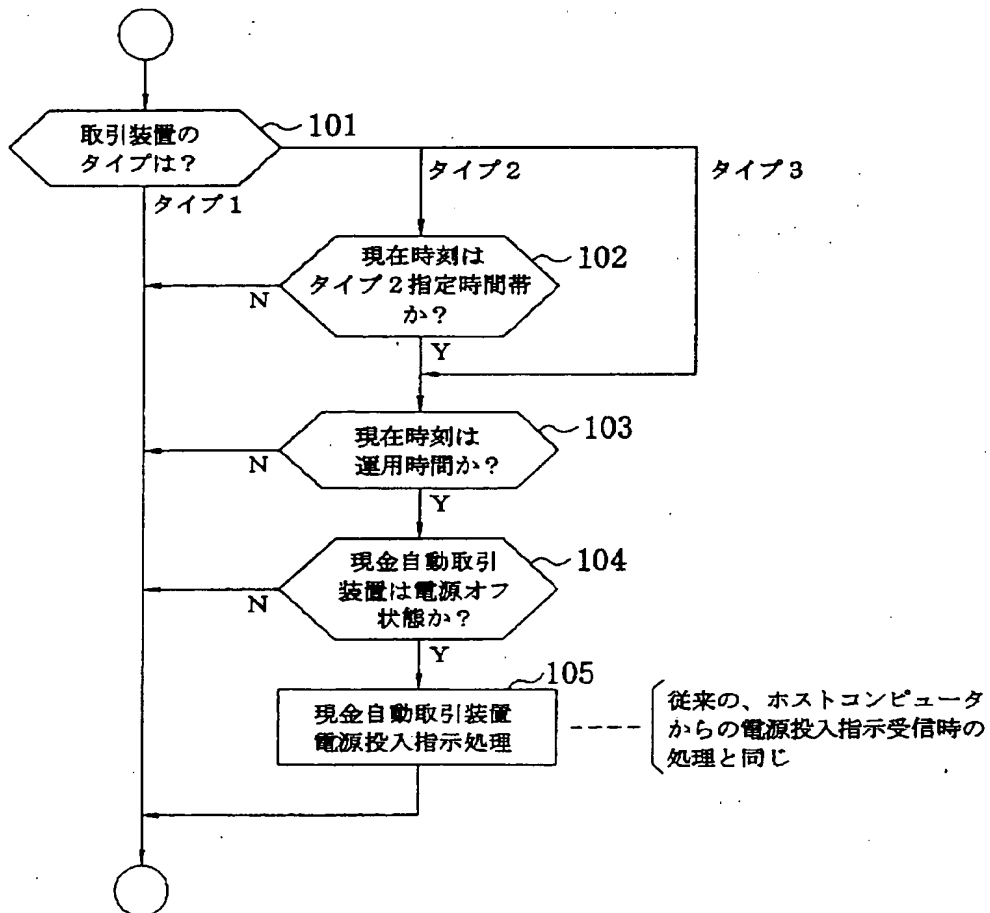 取引装置の
タイプは？
101
タイプ1
タイプ2
タイプ3
現在時刻は
タイプ2指定時間帯
か？
102
N
Y
現在時刻は
運用時間か？
103
N
Y
現金自動取引
装置は電源オフ
状態か？
104
N
Y
105
現金自動取引装置
電源投入指示処理
従来の、ホストコンピュータ
からの電源投入指示受信時の
処理と同じ